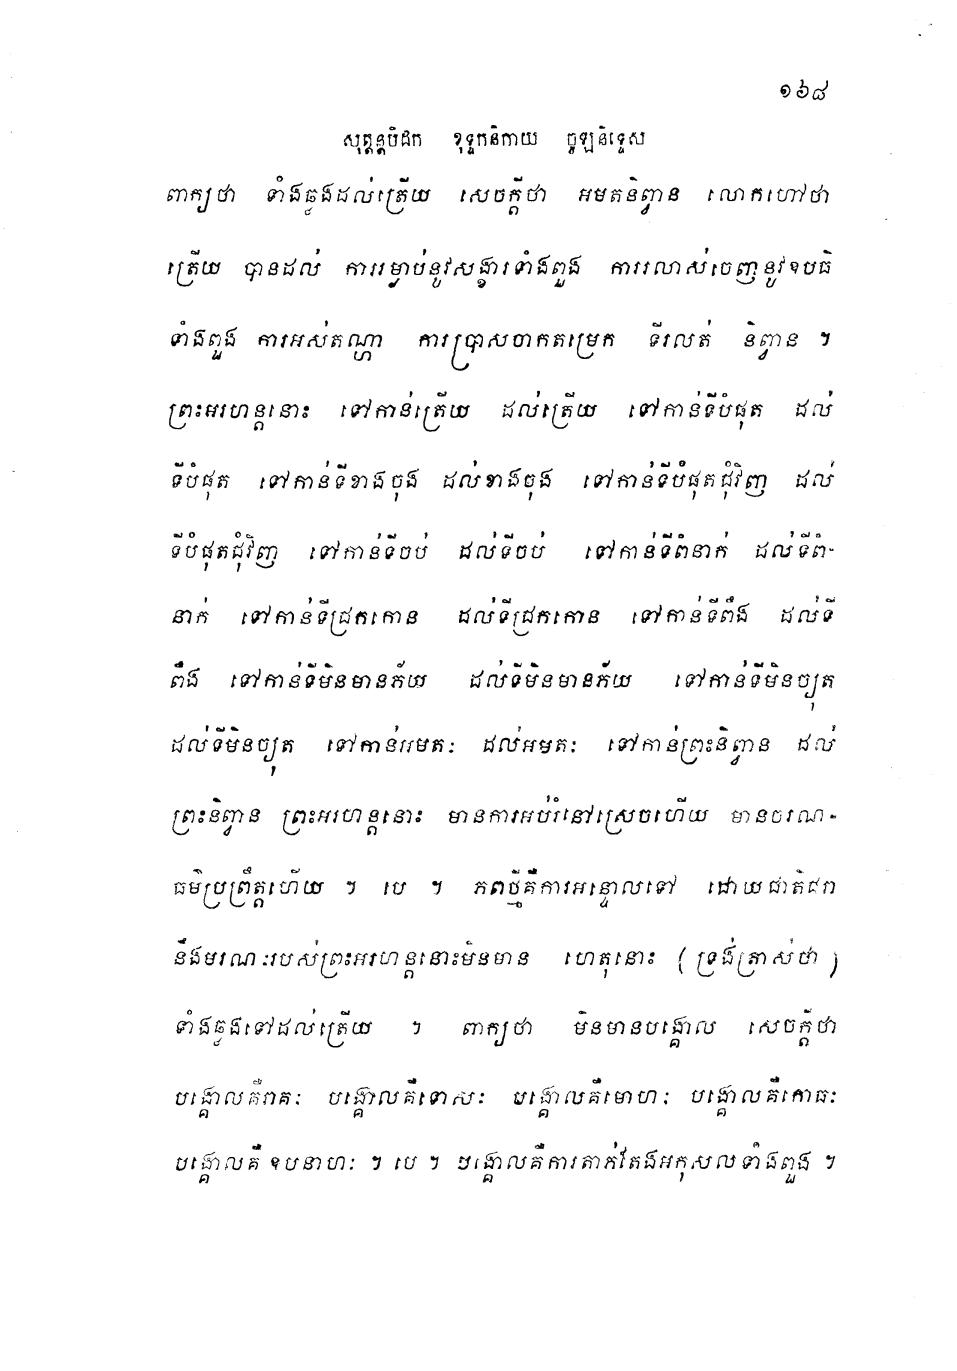 ១៦៨
សុត្តន្តបិដក ខុទ្ទកនិកាយ ចូឡនិទ្ទេស
ពាក្យថា ទាំងឆ្លងដល់ត្រើយ សេចក្តីថា អមតនិព្វាន លោកហៅថា
ត្រើយ បានដល់ ការរម្ងាប់នូវសង្ខារទាំងពួង ការរលាស់ចេញនូវឧបធិ
ទាំងពួង ការអស់តណ្ហា ការប្រាសចាកតម្រេក ទីរលត់ និព្វាន ។
ព្រះអរហន្តនោះ ទៅកាន់ត្រើយ ដល់ត្រើយ ទៅកាន់ទីបំផុត ដល់
ទីបំផុត ទៅកាន់ទីខាងចុង ដល់ខាងចុង ទៅកាន់ទីបំផុតជុំវិញ ដល់
ទីបំផុតជុំវិញ ទៅកាន់ទីចប់ ដល់ទីចប់ ទៅកាន់ទីពំនាក់ ដល់ទីពំ-
នាក់ ទៅកាន់ទីជ្រកកោន ដល់ទីជ្រកកោន ទៅកាន់ទីពឹង ដល់ទី
ពឹង ទៅកាន់ទីមិនមានភ័យ ដល់ទីមិនមានភ័យ ទៅកាន់ទីមិនច្យុត
ដល់ទីមិនច្យុត ទៅកាន់អមតៈ ដល់អមតៈ ទៅកាន់ព្រះនិព្វាន ដល់
ព្រះនិព្វាន ព្រះអរហន្តនោះ មានការអប់រំនៅស្រេចហើយ មានចរណ-
ធម៌ប្រព្រឹត្តហើយ ។ បេ ។ ភពថ្មីគឺការអន្ទោលទៅ ដោយជាតិជរា
នឹងមរណៈរបស់ព្រះអរហន្តនោះមិនមាន ហេតុនោះ (ទ្រង់ត្រាស់ថា)
ទាំងឆ្លងទៅដល់ត្រើយ ។ ពាក្យថា មិនមានបង្គោល សេចក្តីថា
បង្គោលគឺរាគៈ បង្គោលគឺទោសៈ បង្គោលគឺមោហៈ បង្គោលគឺកោធៈ
បង្គោលគឺឧបនាហៈ ។ បេ ។ បង្គោលគឺការតាក់តែងអកុសលទាំងពួង ។